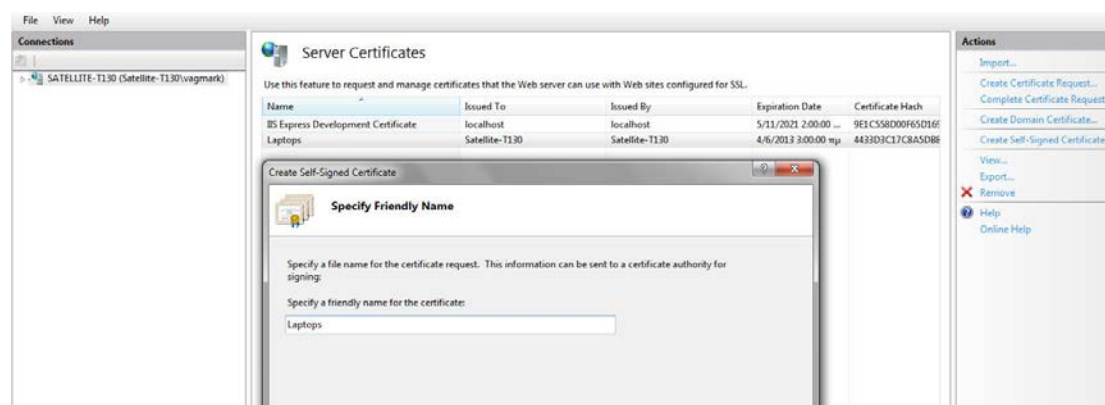 File View Help
Connections
SATELLITE-T130 (Satellite-T130\vagmark)
Server Certificates
Use this feature to request and manage certificates that the Web server can use with Web sites configured for SSL.
Name Issued To Issued By Expiration Date Certificate Hash
IIS Express Development Certificate localhost localhost 5/11/2021 2:00:00 ... 9E1C558D00F65D169
Laptops Satellite-T130 Satellite-T130 4/6/2013 3:00:00 πμ 4433D3C17C8A5DBE
Create Self-Signed Certificate
Specify Friendly Name
Specify a file name for the certificate request. This information can be sent to a certificate authority for
signing:
Specify a friendly name for the certificate:
Laptops
Actions
Import...
Create Certificate Request...
Complete Certificate Request
Create Domain Certificate...
Create Self-Signed Certificate
View...
Export...
Remove
Help
Online Help